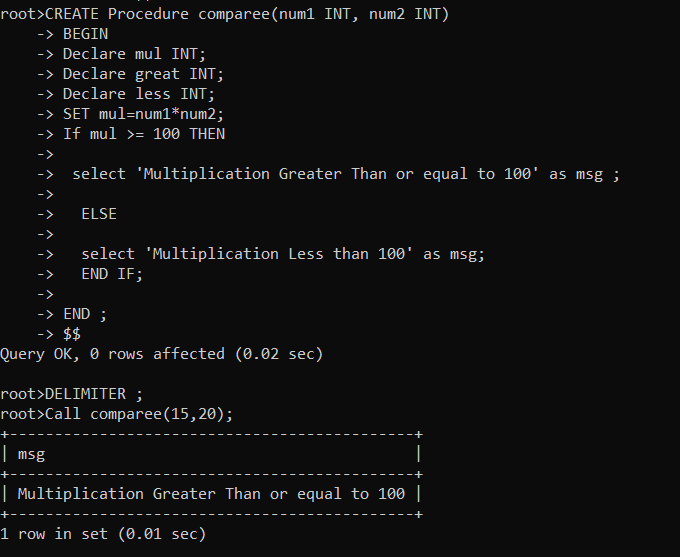 root>CREATE Procedure comparee(num1 INT, num2 INT)
    -> BEGIN
    -> Declare mul INT;
    -> Declare great INT;
    -> Declare less INT;
    -> SET mul=num1*num2;
    -> If mul >= 100 THEN
    ->
    ->  select 'Multiplication Greater Than or equal to 100' as msg ;
    ->
    ->   ELSE
    ->
    ->   select 'Multiplication Less than 100' as msg;
    ->   END IF;
    ->
    -> END ;
    -> $$
Query OK, 0 rows affected (0.02 sec)

root>DELIMITER ;
root>Call comparee(15,20);
+---------------------------------------------+
| msg                                         |
+---------------------------------------------+
| Multiplication Greater Than or equal to 100 |
+---------------------------------------------+
1 row in set (0.01 sec)